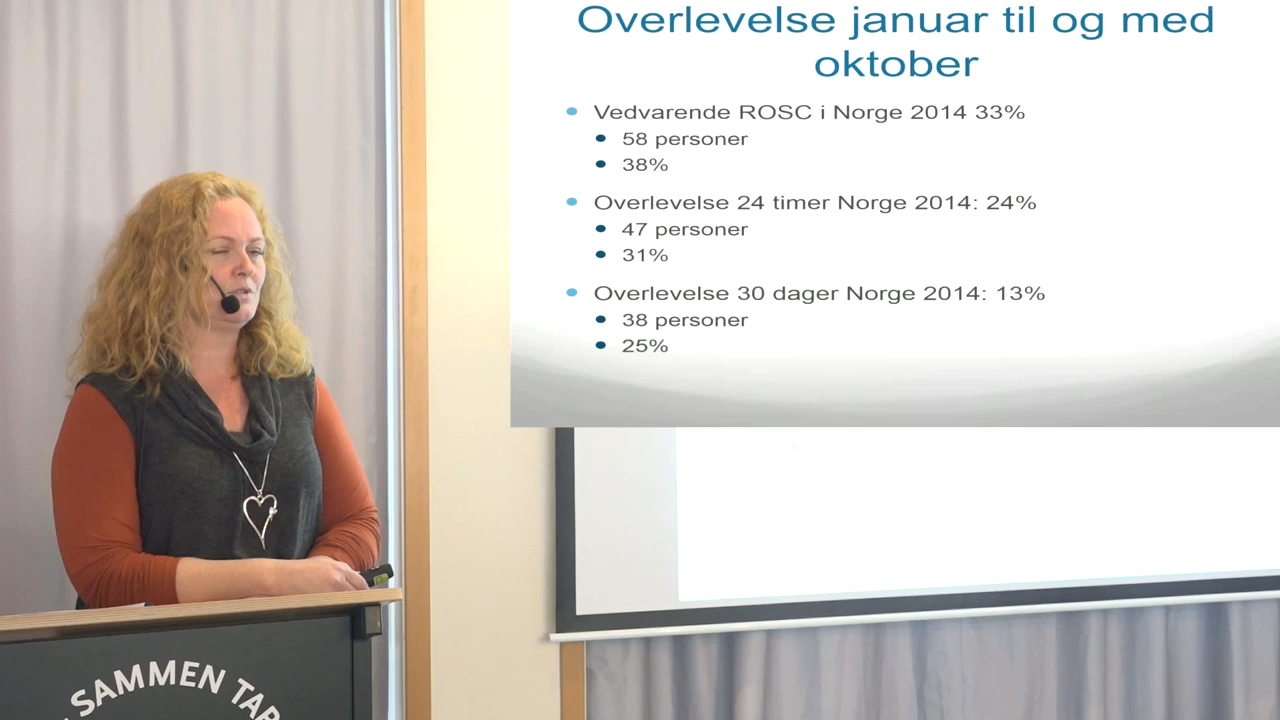 Overlevelse januar til og med
oktober
Vedvarende ROSC i Norge 2014 33%
58 personer
38%
Overlevelse 24 timer Norge 2014: 24%
47 personer
31%
Overlevelse 30 dager Norge 2014: 13%
38 personer
25%
SAMMEN